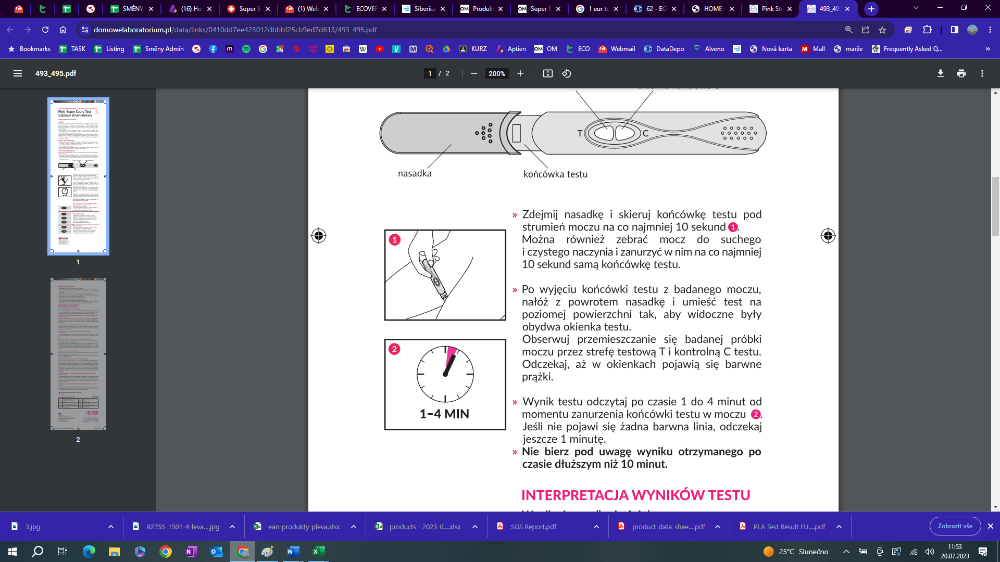 SMĚNY
(16) Ho
Super S
(1) Web
ECOVER
Siberica
Produkt
Super S
1 eur to
62 - EC
HOME
Pink Str
493_495
domowelaboratorium.pl/data/links/0410dd7ee423012dbbbf25cb9ed7d613/493_495.pdf
Bookmarks
TASK
Listing
Směny Admin
KURZ
Aptien
OM
ECO
Webmail
DataDepo
Alveno
Nová karta
Mall
marže
Frequently Asked Q...
»
493_495.pdf
1 / 2
200%
Pink Super Czuły Test
Ciążowy strumieniowy
1
2
T
C
nasadka
końcówka testu
» Zdejmij nasadkę i skieruj końcówkę testu pod
strumień moczu na co najmniej 10 sekund 1.
Można również zebrać mocz do suchego
i czystego naczynia i zanurzyć w nim na co najmniej
10 sekund samą końcówkę testu.
1
» Po wyjęciu końcówki testu z badanego moczu,
nałóż z powrotem nasadkę i umieść test na
poziomej powierzchni tak, aby widoczne były
obydwa okienka testu.
Obserwuj przemieszczanie się badanej próbki
moczu przez strefę testową T i kontrolną C testu.
Odczekaj, aż w okienkach pojawią się barwne
prążki.
2
1–4 MIN
» Wynik testu odczytaj po czasie 1 do 4 minut od
momentu zanurzenia końcówki testu w moczu 2.
Jeśli nie pojawi się żadna barwna linia, odczekaj
jeszcze 1 minutę.
» Nie bierz pod uwagę wyniku otrzymanego po
czasie dłuższym niż 10 minut.
INTERPRETACJA WYNIKÓW TESTU
3.jpg
82755_1501-4-leva....jpg
ean-produkty-pleva.xlsx
products - 2023-0....xlsx
SGS Report.pdf
product_data_shee....pdf
PLA Test Result EU....pdf
Zobrazit vše
25°C Slunečno
11:53
20.07.2023